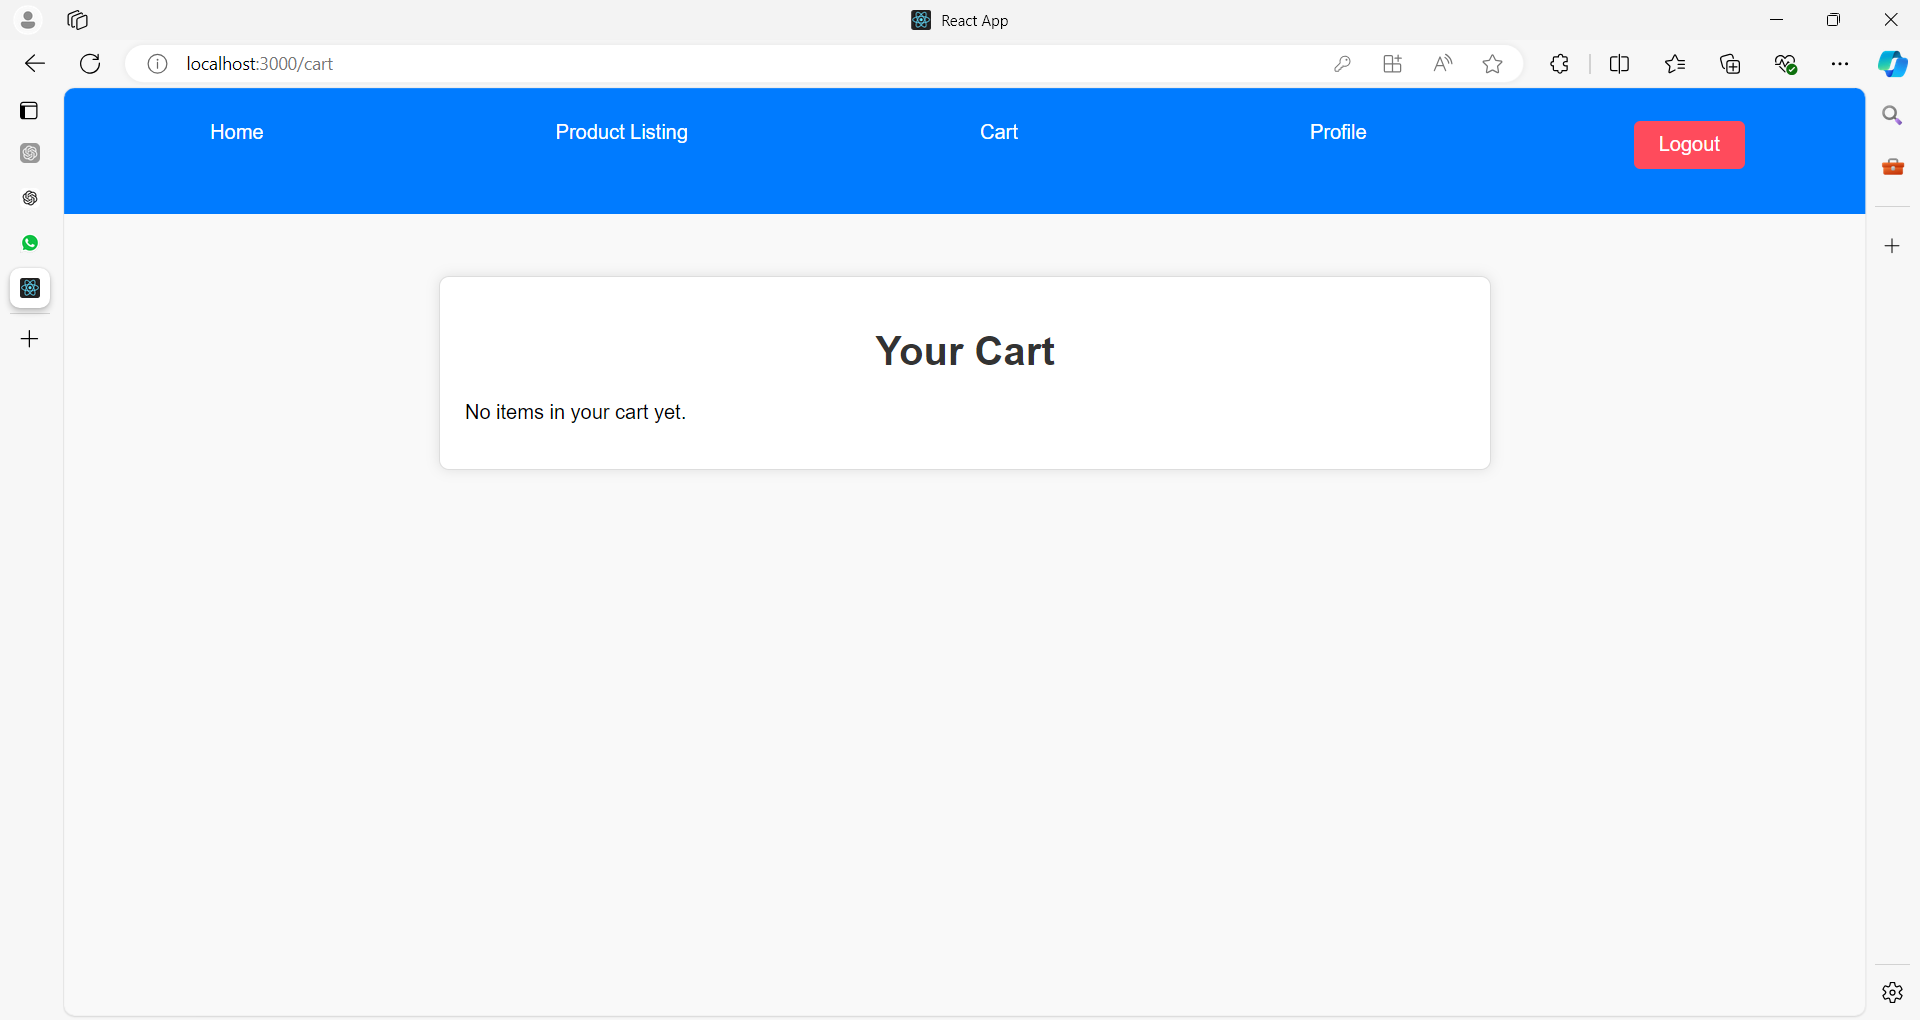 React App
localhost:3000/cart
Home Product Listing Cart Profile Logout
Your Cart
No items in your cart yet.